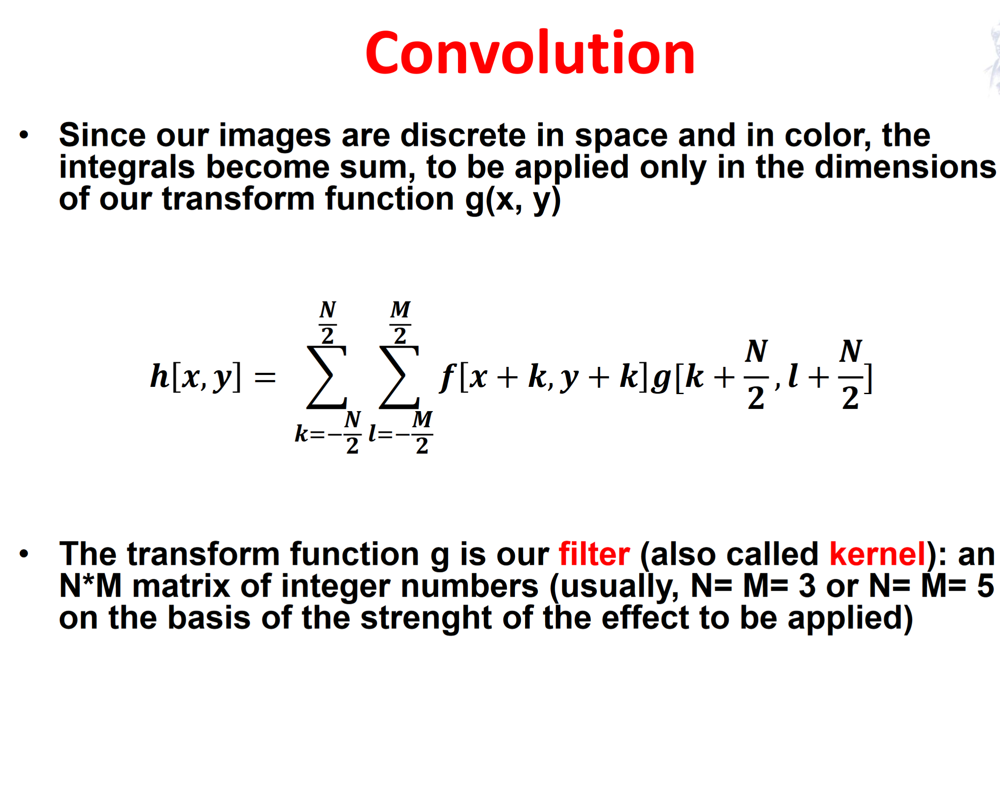 Convolution
• Since our images are discrete in space and in color, the
integrals become sum, to be applied only in the dimensions
of our transform function g(x, y)
h[x, y] = \sum_{k=-\frac{N}{2}}^{\frac{N}{2}} \sum_{l=-\frac{M}{2}}^{\frac{M}{2}} f[x + k, y + k] g[k + \frac{N}{2}, l + \frac{N}{2}]
• The transform function g is our filter (also called kernel): an
N*M matrix of integer numbers (usually, N= M= 3 or N= M= 5
on the basis of the strenght of the effect to be applied)